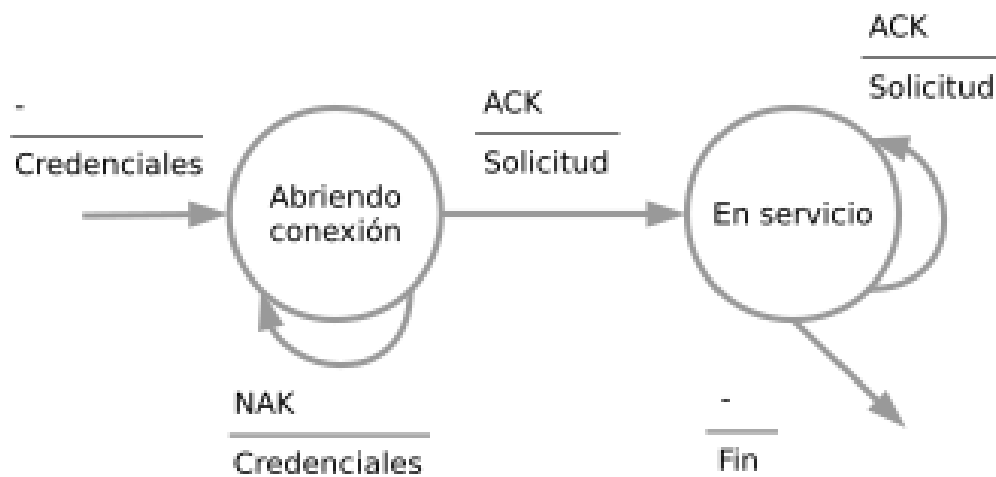 -
Credenciales
Abriendo
conexión
NAK
Credenciales
ACK
Solicitud
En servicio
ACK
Solicitud
-
Fin